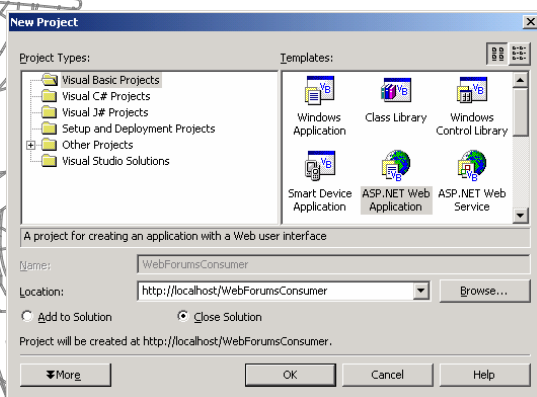 New Project
Project Types:
Visual Basic Projects
Visual C# Projects
Visual J# Projects
Setup and Deployment Projects
Other Projects
Visual Studio Solutions
Templates:
Windows Application
Class Library
Windows Control Library
Smart Device Application
ASP.NET Web Application
ASP.NET Web Service
A project for creating an application with a Web user interface
Name:
WebForumsConsumer
Location:
http://localhost/WebForumsConsumer
Browse...
Add to Solution
Close Solution
Project will be created at http://localhost/WebForumsConsumer.
More
OK
Cancel
Help